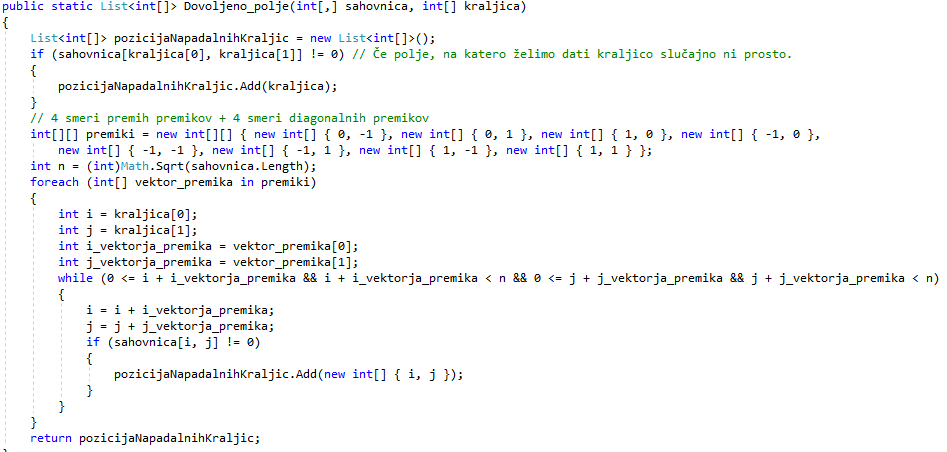 public static List<int[]> Dovoljeno_polje(int[,] sahovnica, int[] kraljica)
{
List<int[]> pozicijaNapadalnihKraljic = new List<int[]>();
if (sahovnica[kraljica[0], kraljica[1]] != 0) // Če polje, na katero želimo dati kraljico slučajno ni prosto.
{
pozicijaNapadalnihKraljic.Add(kraljica);
}
// 4 smeri premih premikov + 4 smeri diagonalnih premikov
int[][] premiki = new int[][] { new int[] { 0, -1 }, new int[] { 0, 1 }, new int[] { 1, 0 }, new int[] { -1, 0 },
new int[] { -1, -1 }, new int[] { -1, 1 }, new int[] { 1, -1 }, new int[] { 1, 1 } };
int n = (int)Math.Sqrt(sahovnica.Length);
foreach (int[] vektor_premika in premiki)
{
int i = kraljica[0];
int j = kraljica[1];
int i_vektorja_premika = vektor_premika[0];
int j_vektorja_premika = vektor_premika[1];
while (0 <= i + i_vektorja_premika && i + i_vektorja_premika < n && 0 <= j + j_vektorja_premika && j + j_vektorja_premika < n)
{
i = i + i_vektorja_premika;
j = j + j_vektorja_premika;
if (sahovnica[i, j] != 0)
{
pozicijaNapadalnihKraljic.Add(new int[] { i, j });
}
}
}
return pozicijaNapadalnihKraljic;